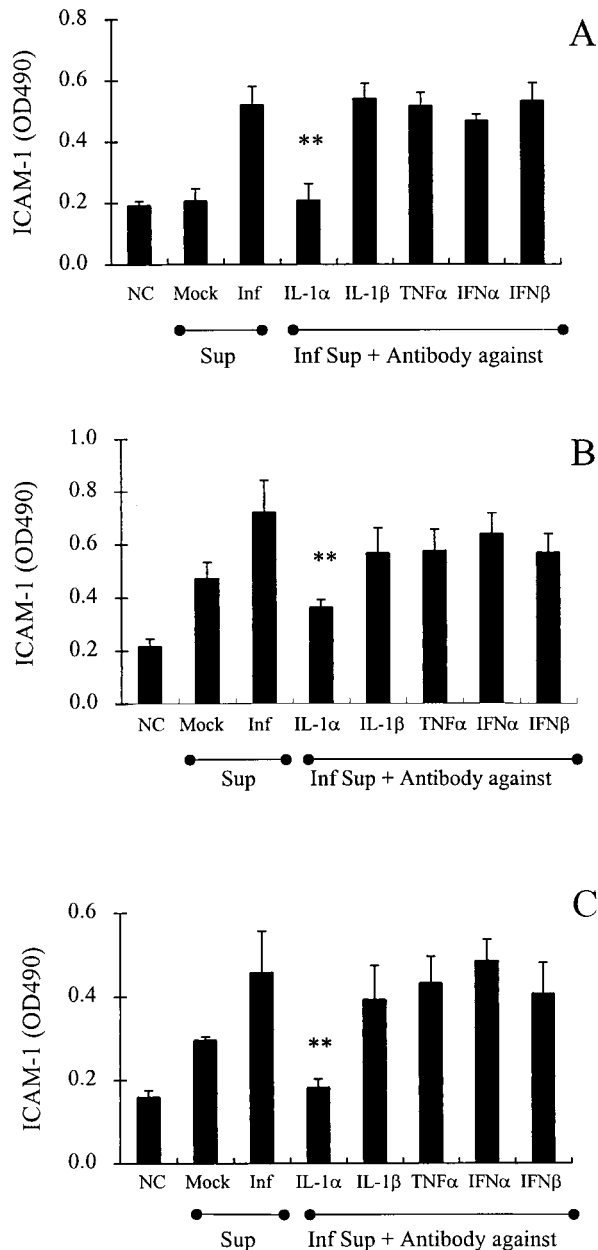 A
ICAM-1 (OD490)
0.8
0.6
0.4
0.2
0.0
**
NC Mock Inf IL-1α IL-1β TNFα IFNα IFNβ
Sup Inf Sup + Antibody against
B
ICAM-1 (OD490)
1.0
0.8
0.6
0.4
0.2
0.0
**
NC Mock Inf IL-1α IL-1β TNFα IFNα IFNβ
Sup Inf Sup + Antibody against
C
ICAM-1 (OD490)
0.6
0.4
0.2
0.0
**
NC Mock Inf IL-1α IL-1β TNFα IFNα IFNβ
Sup Inf Sup + Antibody against